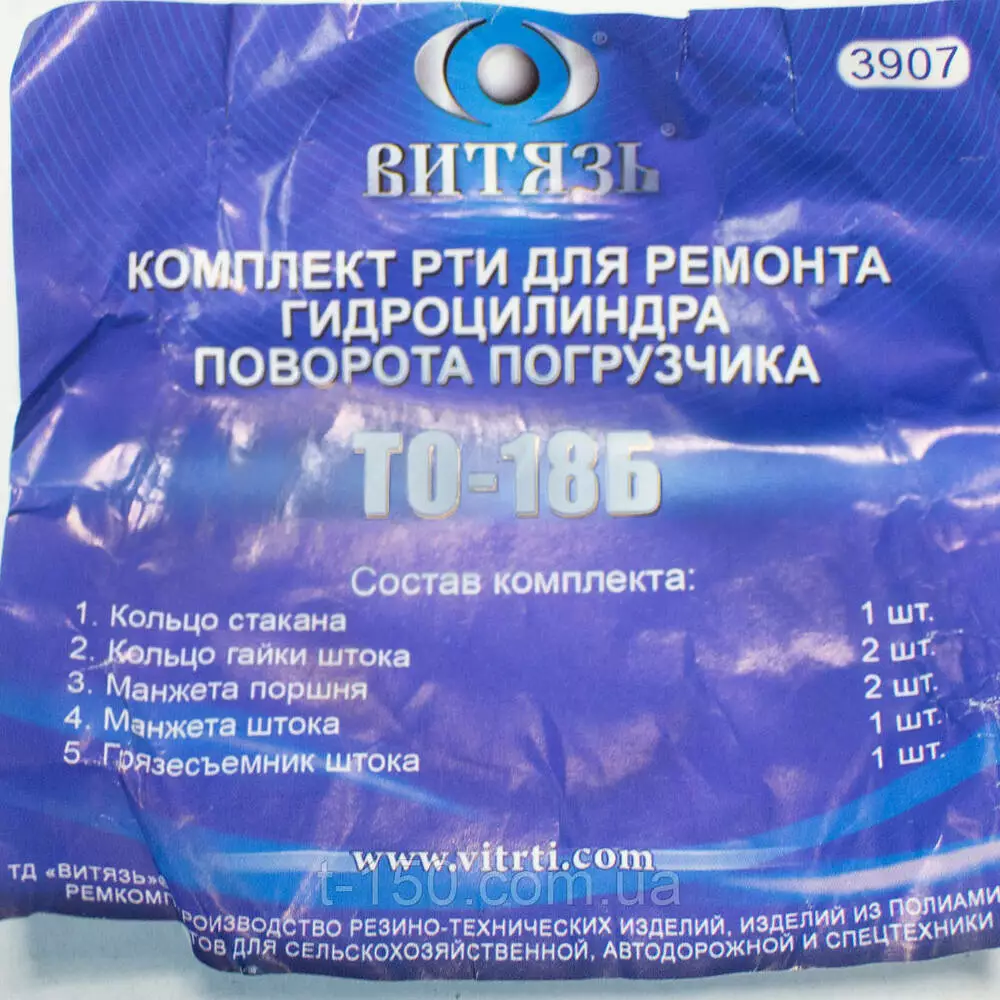 3907
®
ВИТЯЗЬ ®
КОМПЛЕКТ РТИ ДЛЯ РЕМОНТА
ГИДРОЦИЛИНДРА
ПОВОРОТА ПОГРУЗЧИКА
ТО-18Б
Состав комплекта:
1. Кольцо стакана 1 шт.
2. Кольцо гайки штока 2 шт.
3. Манжета поршня 2 шт.
4. Манжета штока 1 шт.
5. Грязесъемник штока 1 шт.
www.vitrti.com
t-150.com.ua
ТД «ВИТЯЗЬ»
РЕМКОМП
РОИЗВОДСТВО РЕЗИНО-ТЕХНИЧЕСКИХ ИЗДЕЛИЙ, ИЗДЕЛИЙ ИЗ ПОЛИАМИ
ТОВ ДЛЯ СЕЛЬСКОХОЗЯЙСТВЕННОЙ, АВТОДОРОЖНОЙ И СПЕЦТЕХНИКИ